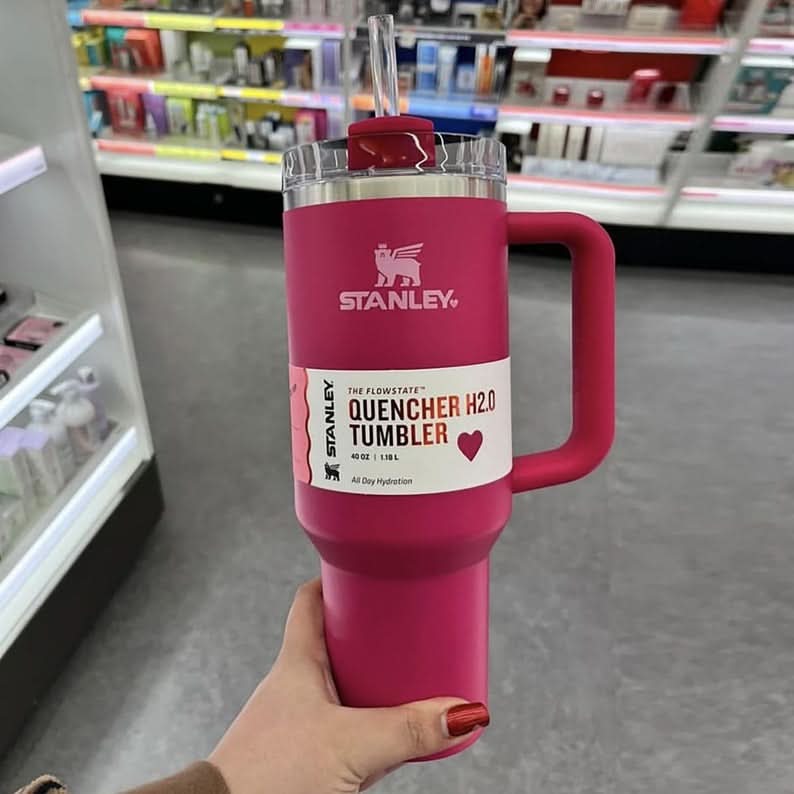 STANLEY
THE FLOWSTATE™
QUENCHER H2.0
TUMBLER
40 OZ | 1.18 L
All Day Hydration
STANLEY.